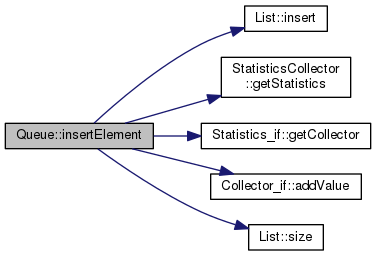 List::insert
StatisticsCollector
::getStatistics
Queue::insertElement
Statistics_if::getCollector
Collector_if::addValue
List::size